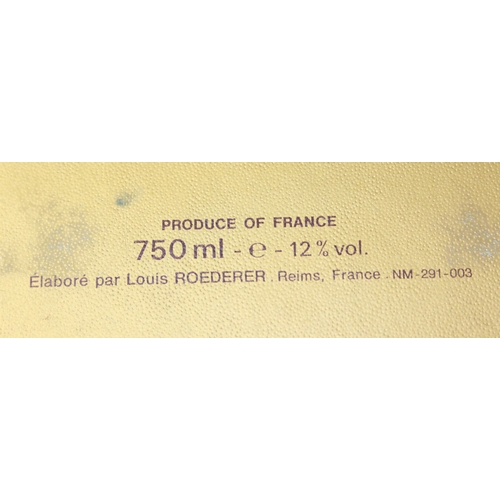 PRODUCE OF FRANCE
750 ml - ℮ - 12 % vol.
Élaboré par Louis ROEDERER . Reims, France . NM-291-003